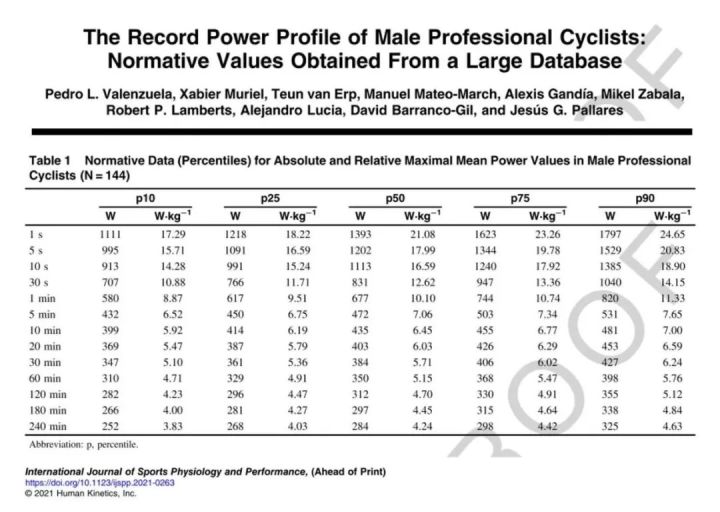 The Record Power Profile of Male Professional Cyclists:
Normative Values Obtained From a Large Database
Pedro L. Valenzuela, Xabier Muriel, Teun van Erp, Manuel Mateo-March, Alexis Gandía, Mikel Zabala,
Robert P. Lamberts, Alejandro Lucia, David Barranco-Gil, and Jesús G. Pallares
Table 1 Normative Data (Percentiles) for Absolute and Relative Maximal Mean Power Values in Male Professional
Cyclists (N = 144)
p10 p25 p50 p75 p90
W W·kg⁻¹ W W·kg⁻¹ W W·kg⁻¹ W W·kg⁻¹ W W·kg⁻¹
1 s 1111 17.29 1218 18.22 1393 21.08 1623 23.26 1797 24.65
5 s 995 15.71 1091 16.59 1202 17.99 1344 19.78 1529 20.83
10 s 913 14.28 991 15.24 1113 16.59 1240 17.92 1385 18.90
30 s 707 10.88 766 11.71 831 12.62 947 13.36 1040 14.15
1 min 580 8.87 617 9.51 677 10.10 744 10.74 820 11.33
5 min 432 6.52 450 6.75 472 7.06 503 7.34 531 7.65
10 min 399 5.92 414 6.19 435 6.45 455 6.77 481 7.00
20 min 369 5.47 387 5.79 403 6.03 426 6.29 453 6.59
30 min 347 5.10 361 5.36 384 5.71 406 6.02 427 6.24
60 min 310 4.71 329 4.91 350 5.15 368 5.47 398 5.76
120 min 282 4.23 296 4.47 312 4.70 330 4.91 355 5.12
180 min 266 4.00 281 4.27 297 4.45 315 4.64 338 4.84
240 min 252 3.83 268 4.03 284 4.24 298 4.42 325 4.63
Abbreviation: p, percentile.
International Journal of Sports Physiology and Performance, (Ahead of Print)
https://doi.org/10.1123/ijspp.2021-0263
© 2021 Human Kinetics, Inc.